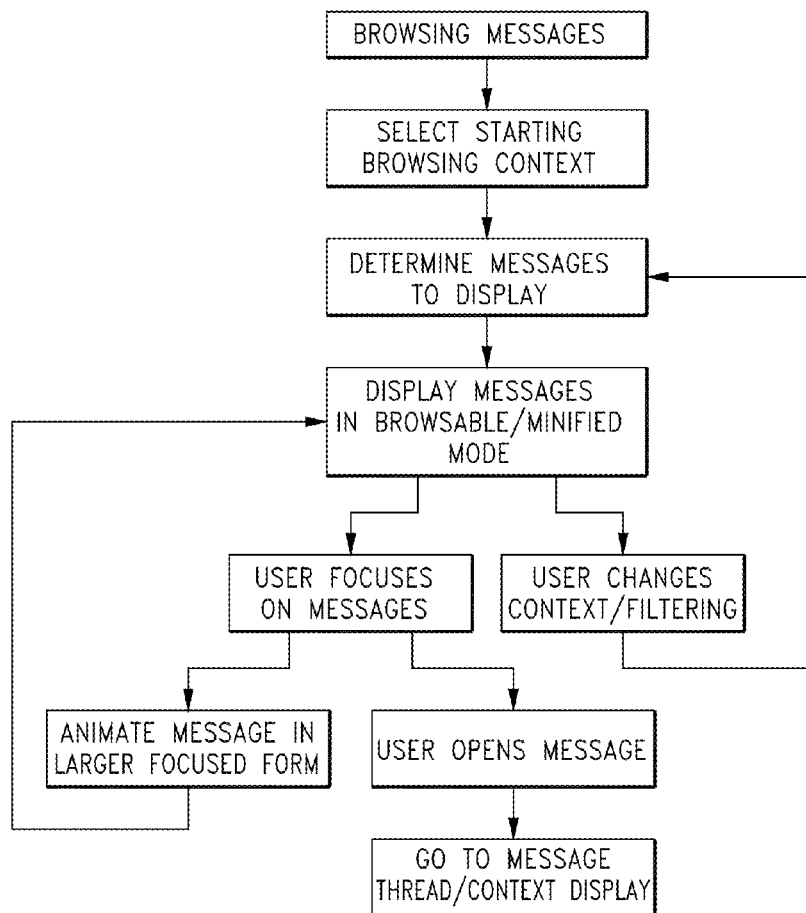 BROWSING MESSAGES
SELECT STARTING
BROWSING CONTEXT
DETERMINE MESSAGES
TO DISPLAY
DISPLAY MESSAGES
IN BROWSABLE/MINIFIED
MODE
USER FOCUSES
ON MESSAGES
USER CHANGES
CONTEXT/FILTERING
ANIMATE MESSAGE IN
LARGER FOCUSED FORM
USER OPENS MESSAGE
GO TO MESSAGE
THREAD/CONTEXT DISPLAY